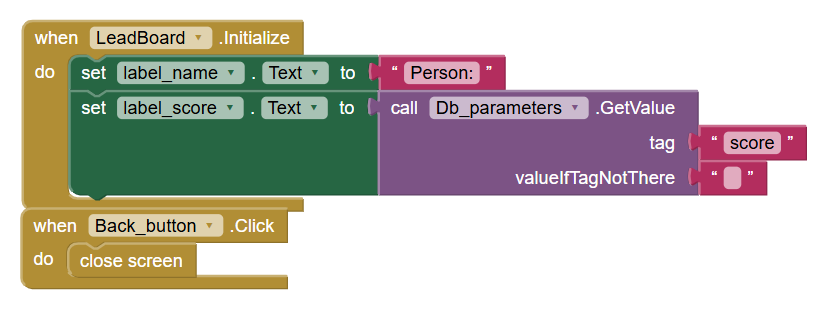 when LeadBoard .Initialize
do set label_name . Text to “ Person: ”
set label_score . Text to call Db_parameters .GetValue
tag “ score ”
valueIfTagNotThere “ ”
when Back_button .Click
do close screen